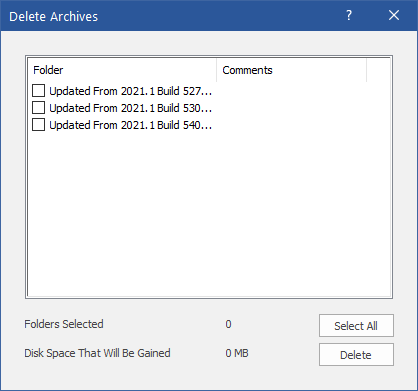 Delete Archives
Folder Comments
Updated From 2021.1 Build 527...
Updated From 2021.1 Build 530...
Updated From 2021.1 Build 540...
Folders Selected 0 Select All
Disk Space That Will Be Gained 0 MB Delete